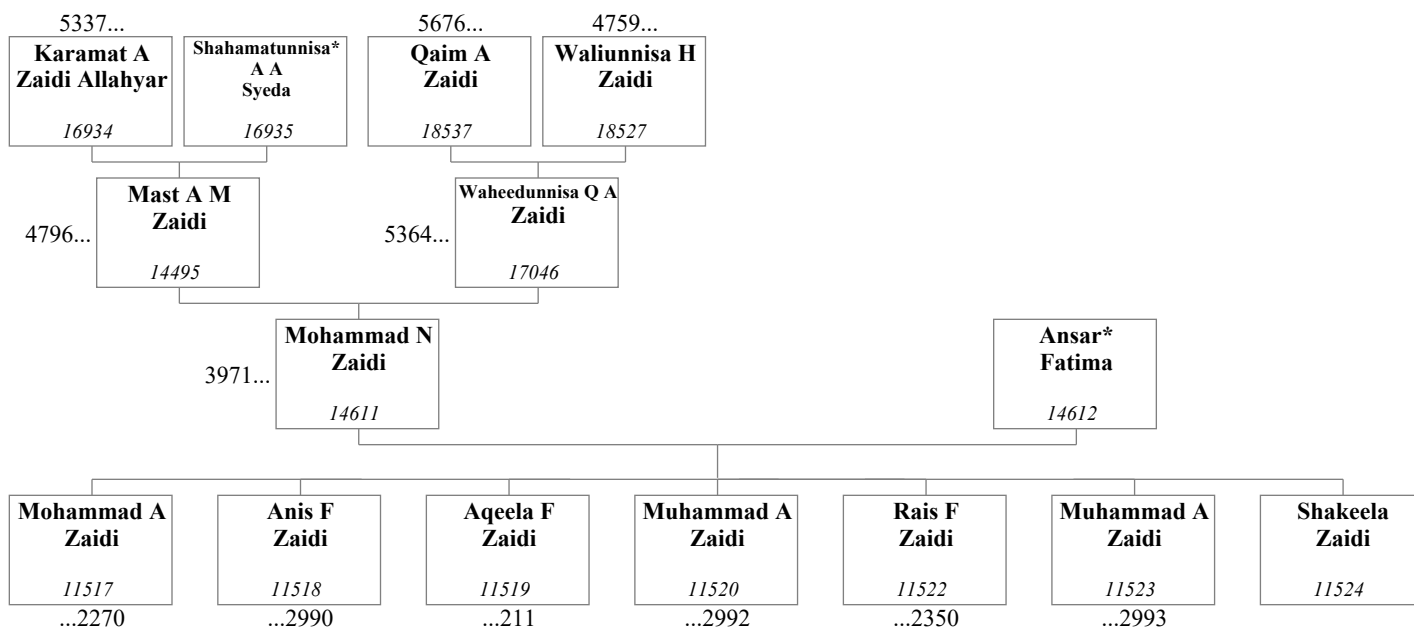 5337...
Karamat A
Zaidi Allahyar
16934
Shahamatunnisa*
A A
Syeda
16935
5676...
Qaim A
Zaidi
18537
4759...
Waliunnisa H
Zaidi
18527
4796...
Mast A M
Zaidi
14495
5364...
Waheedunnisa Q A
Zaidi
17046
3971...
Mohammad N
Zaidi
14611
Ansar*
Fatima
14612
Mohammad A
Zaidi
11517
...2270
Anis F
Zaidi
11518
...2990
Aqeela F
Zaidi
11519
...211
Muhammad A
Zaidi
11520
...2992
Rais F
Zaidi
11522
...2350
Muhammad A
Zaidi
11523
...2993
Shakeela
Zaidi
11524